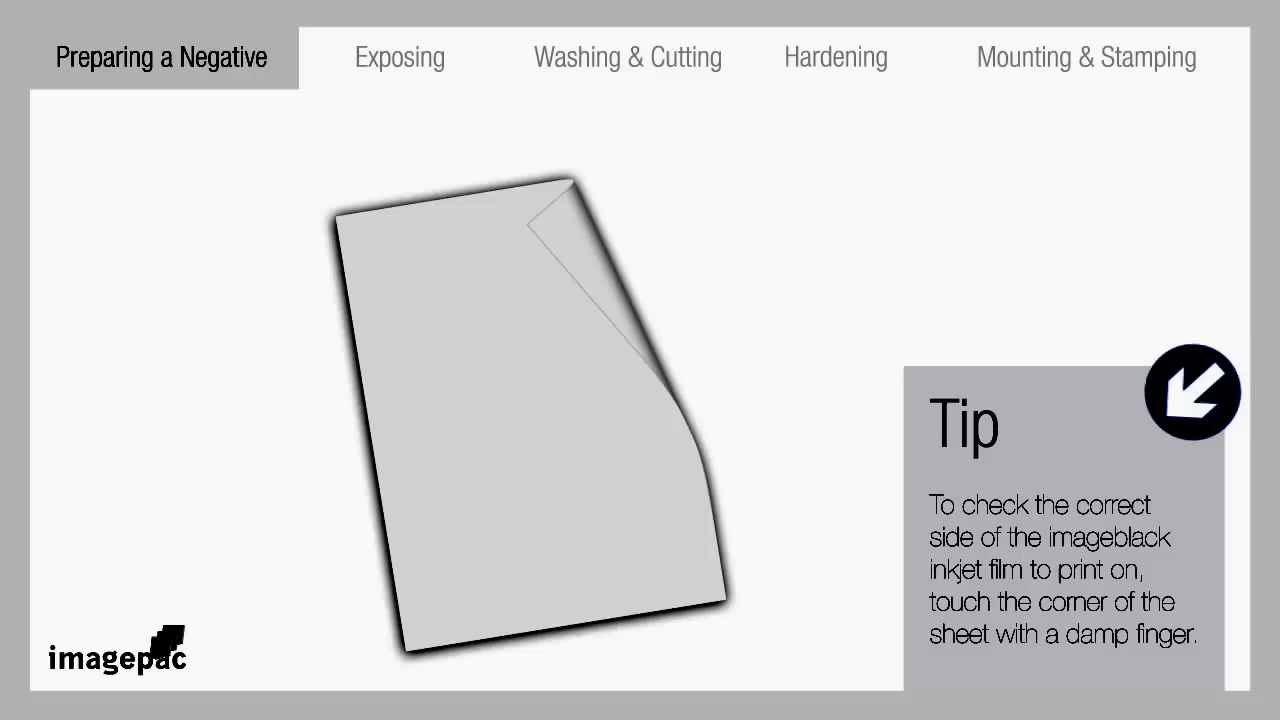 Preparing a Negative
Exposing
Washing & Cutting
Hardening
Mounting & Stamping
Tip
To check the correct
side of the imageblack
inkjet film to print on,
touch the corner of the
sheet with a damp finger.
imagepac